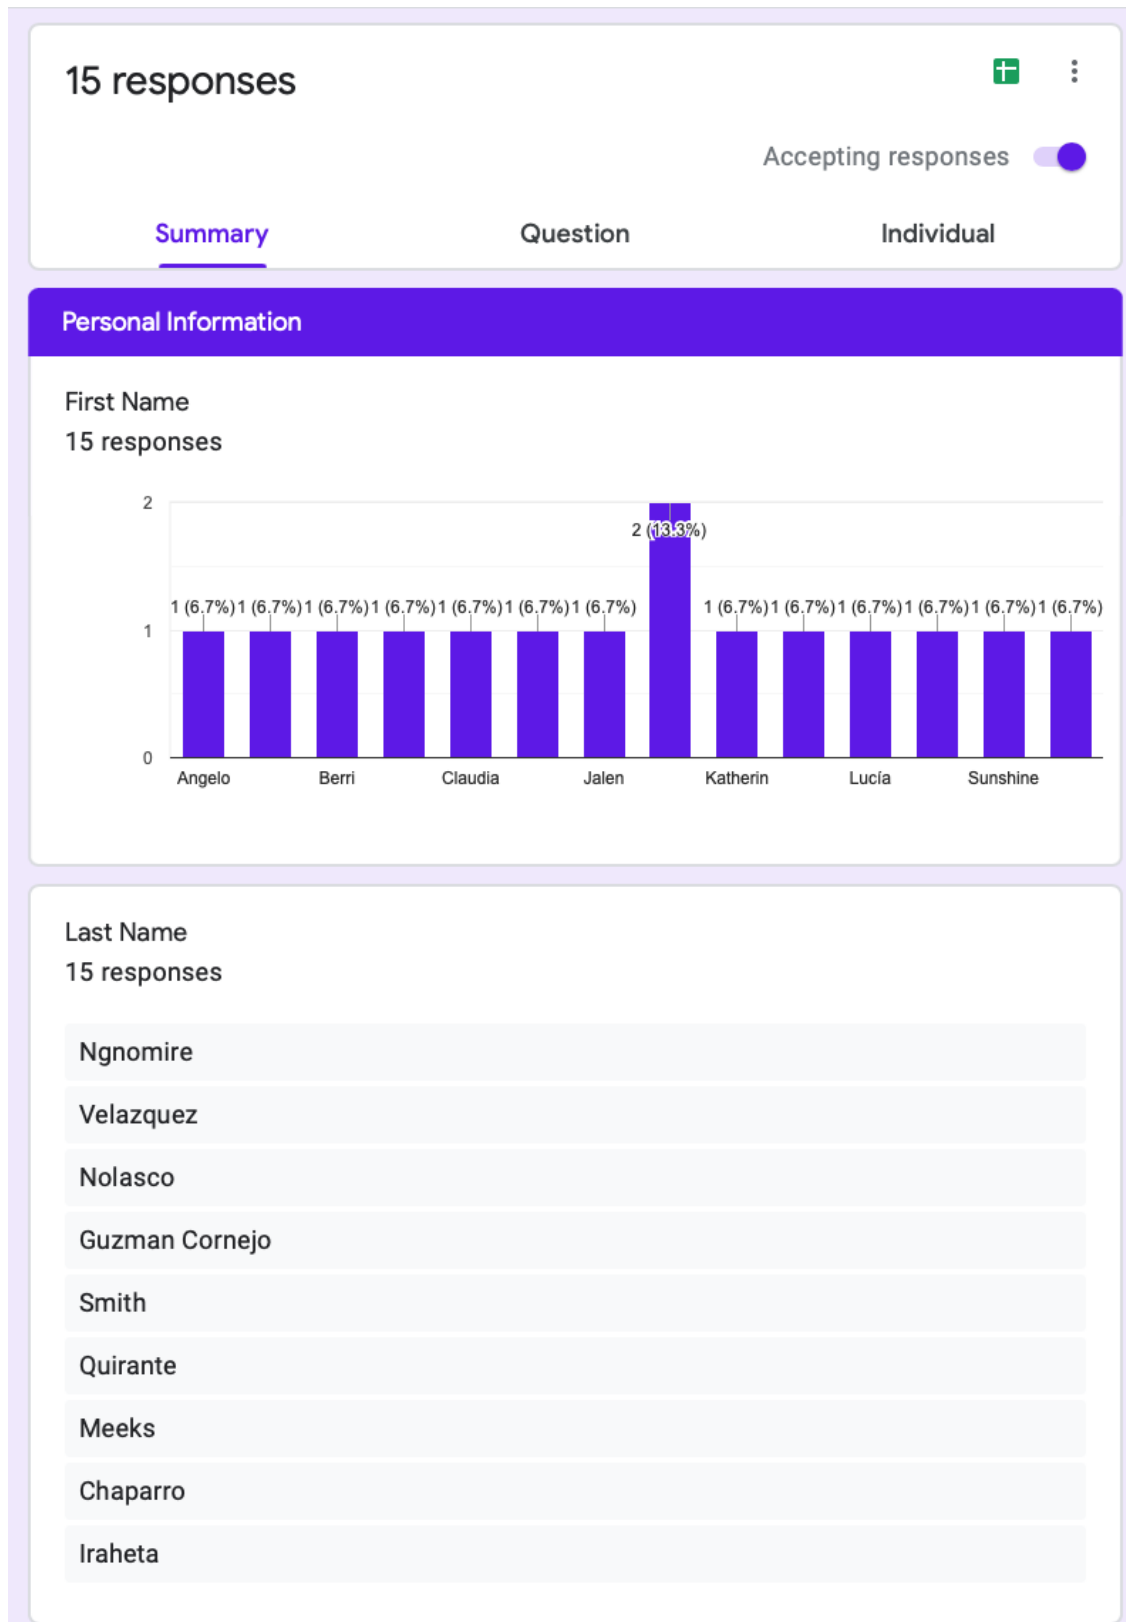 15 responses
Accepting responses
Summary Question Individual
Personal Information
First Name
15 responses
2
2 (13.3%)
1 (6.7%) 1 (6.7%) 1 (6.7%) 1 (6.7%) 1 (6.7%) 1 (6.7%) 1 (6.7%) 1 (6.7%) 1 (6.7%) 1 (6.7%) 1 (6.7%) 1 (6.7%) 1 (6.7%)
1
0
Angelo Berri Claudia Jalen Katherin Lucía Sunshine
Last Name
15 responses
Ngnomire
Velazquez
Nolasco
Guzman Cornejo
Smith
Quirante
Meeks
Chaparro
Iraheta